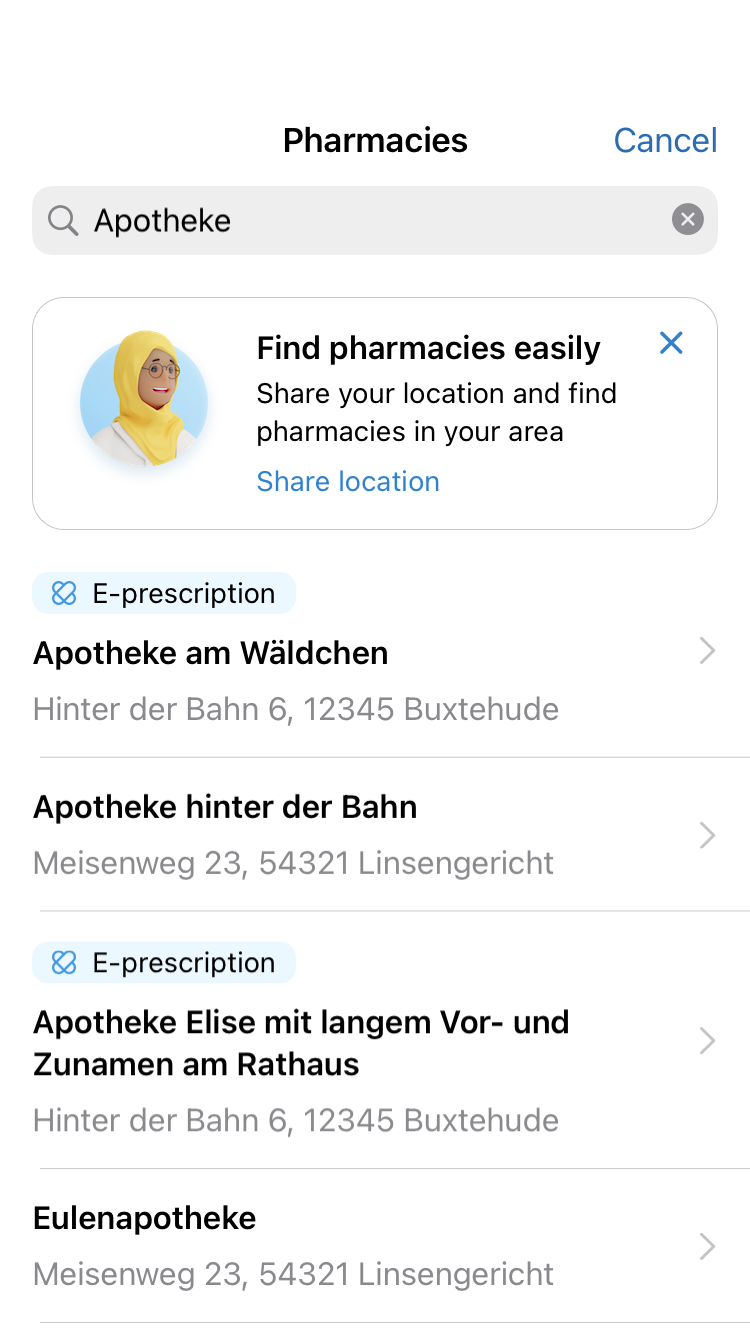 Pharmacies
Cancel
Apotheke
Find pharmacies easily
Share your location and find
pharmacies in your area
Share location
E-prescription
Apotheke am Wäldchen
Hinter der Bahn 6, 12345 Buxtehude
Apotheke hinter der Bahn
Meisenweg 23, 54321 Linsengericht
E-prescription
Apotheke Elise mit langem Vor- und
Zunamen am Rathaus
Hinter der Bahn 6, 12345 Buxtehude
Eulenapotheke
Meisenweg 23, 54321 Linsengericht